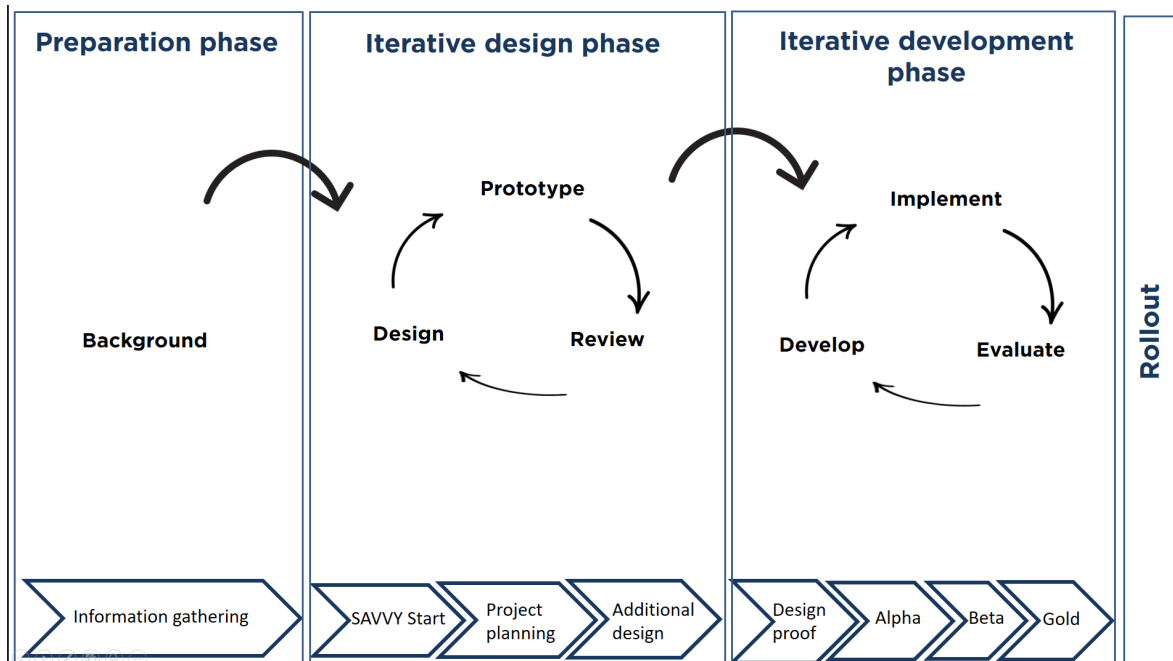 Preparation phase
Iterative design phase
Iterative development
phase
Prototype
Implement
Background
Design
Review
Develop
Evaluate
Rollout
Information gathering
SAVVY Start
Project
planning
Additional
design
Design
proof
Alpha
Beta
Gold